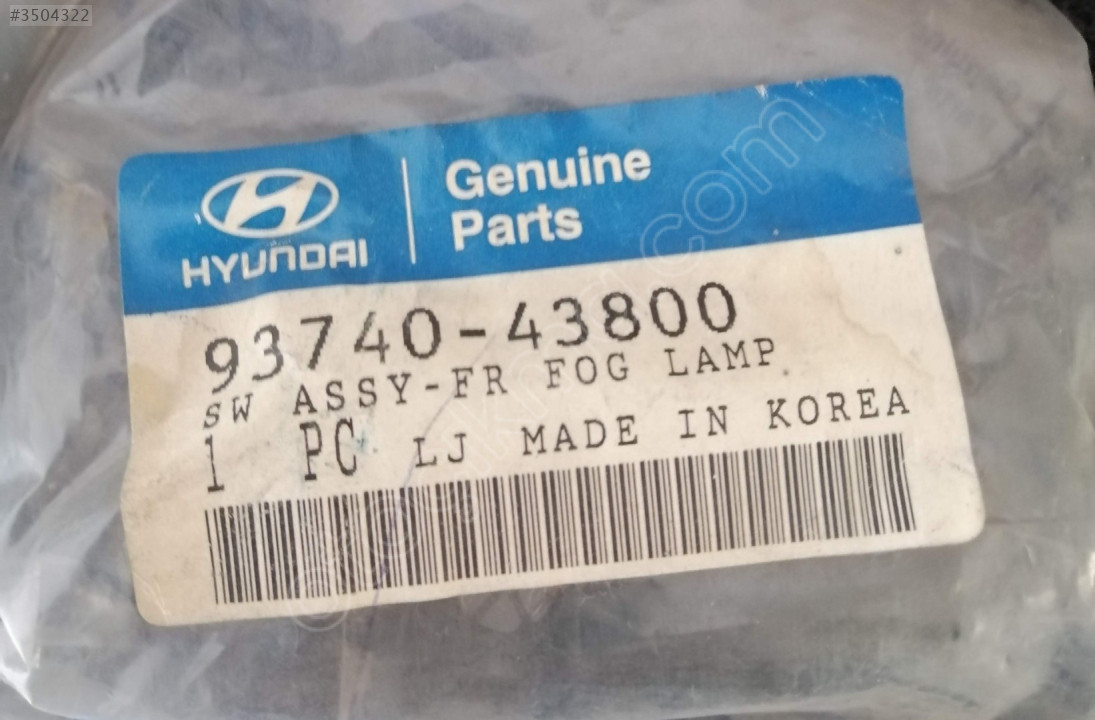 #3504322
HYUNDAI
Genuine
Parts
93740-43800
SW ASSY-FR FOG LAMP
1 PC LJ MADE IN KOREA